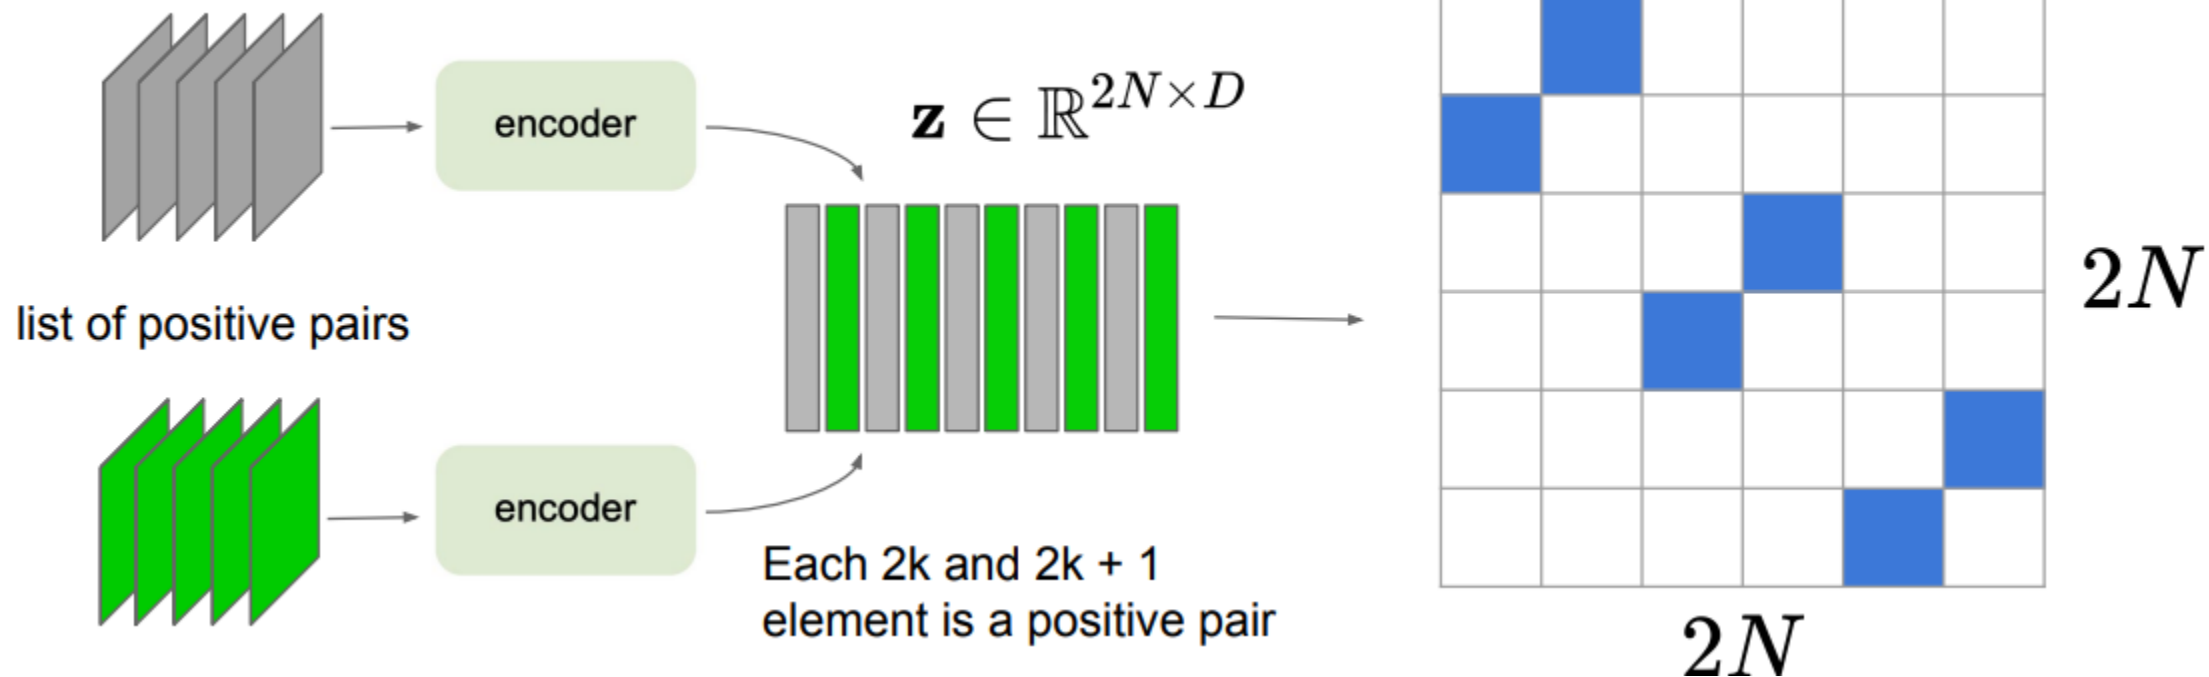 encoder
z ∈ ℝ^{2N×D}
list of positive pairs
2N
encoder
Each 2k and 2k + 1
element is a positive pair
2N